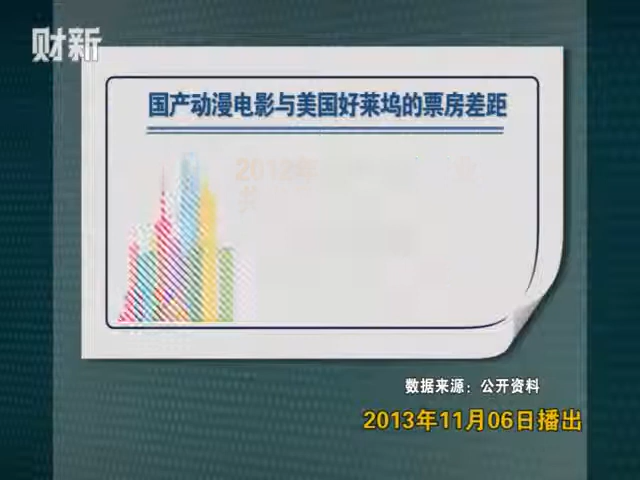 财新
国产动漫电影与美国好莱坞的票房差距
2012年
数据来源：公开资料
2013年11月06日播出